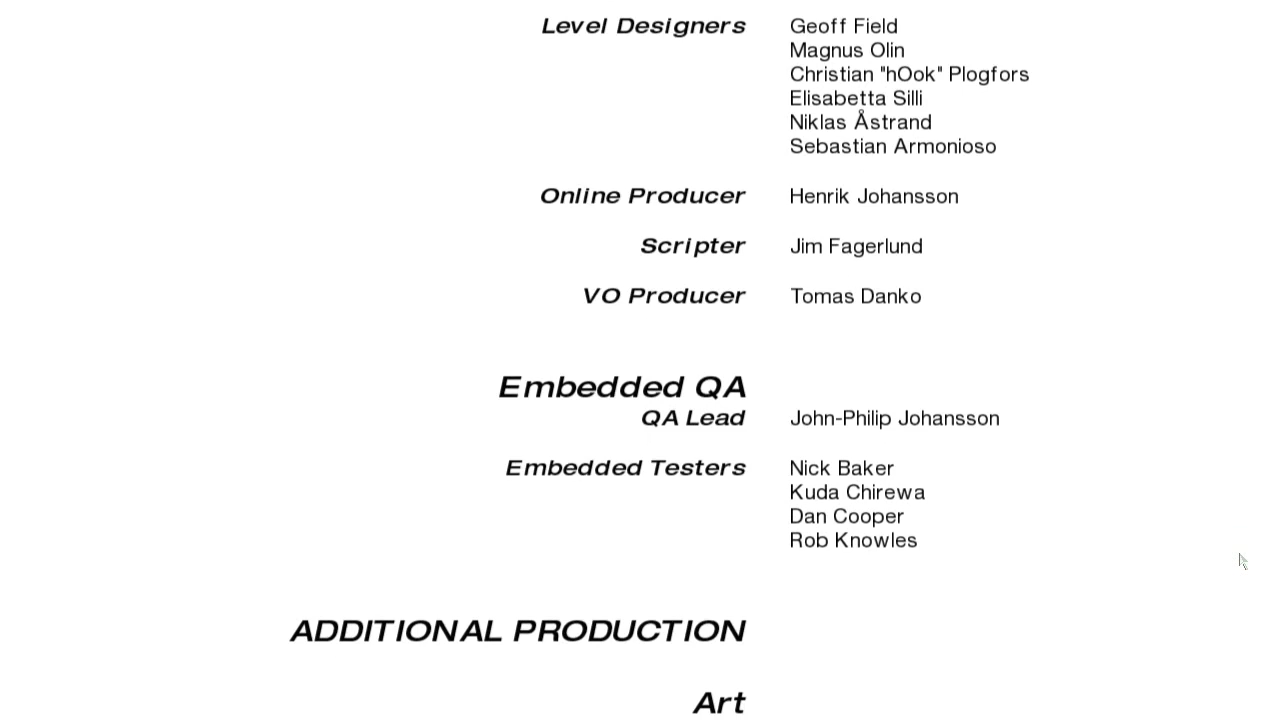 Level Designers Geoff Field
Magnus Olin
Christian "hOok" Plogfors
Elisabetta Silli
Niklas Åstrand
Sebastian Armonioso
Online Producer Henrik Johansson
Scripter Jim Fagerlund
VO Producer Tomas Danko
Embedded QA
QA Lead John-Philip Johansson
Embedded Testers Nick Baker
Kuda Chirewa
Dan Cooper
Rob Knowles
ADDITIONAL PRODUCTION
Art